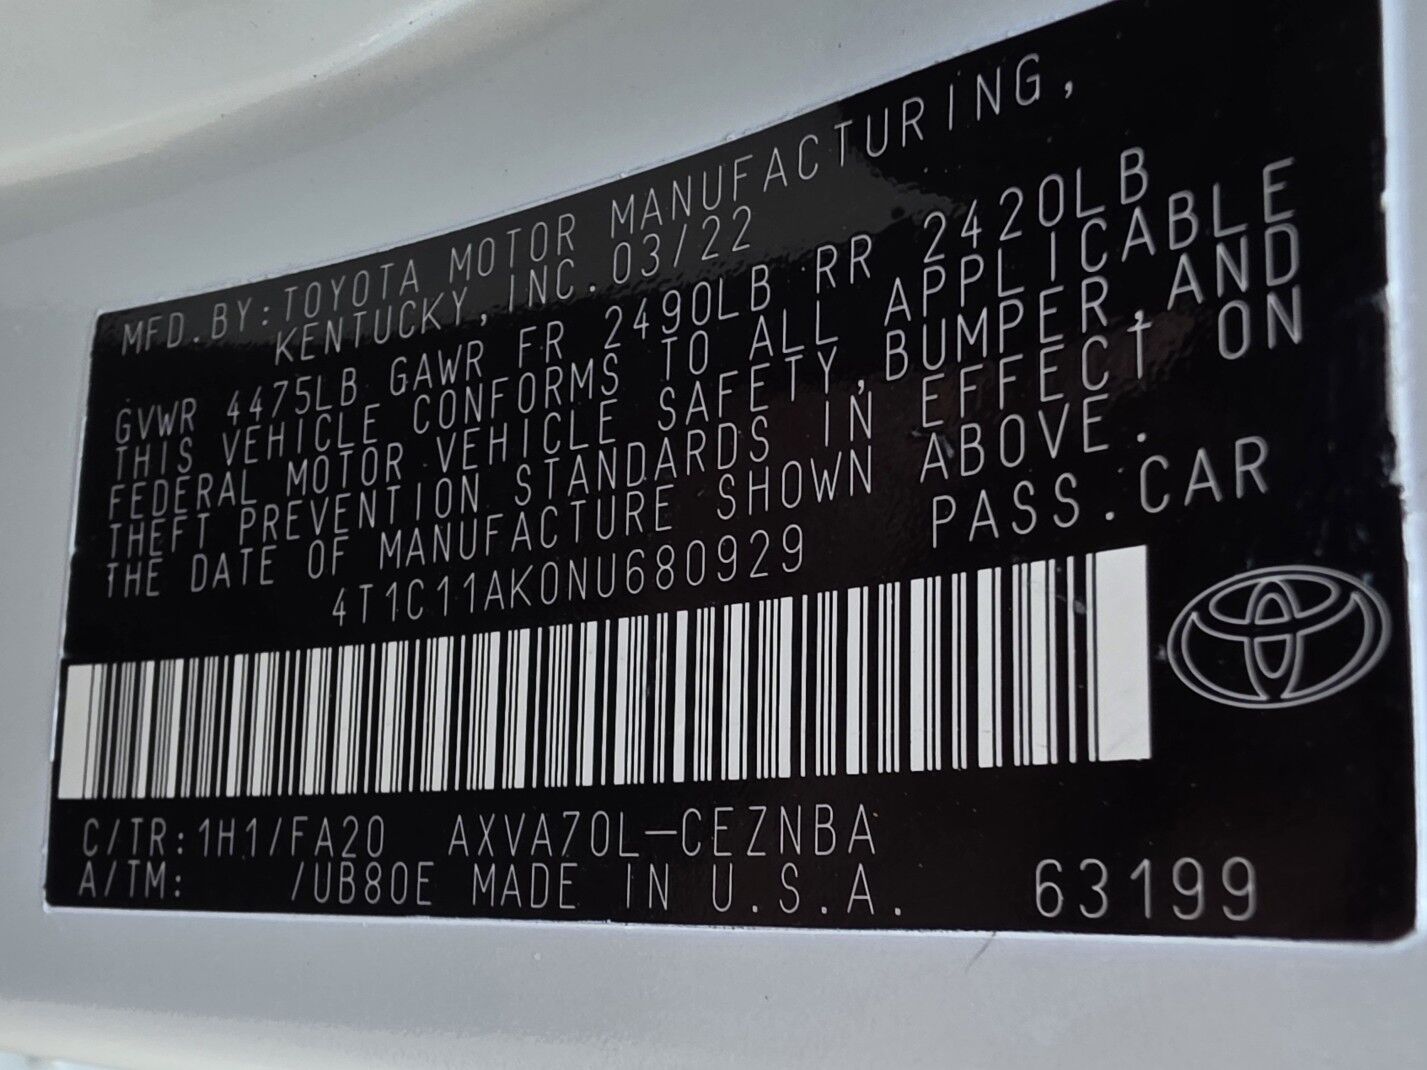 MFD.BY:TOYOTA MOTOR MANUFACTURING,
KENTUCKY, INC.03/22
GVWR 4475LB GAWR FR 2490LB RR 2420LB
THIS VEHICLE CONFORMS TO ALL APPLICABLE
FEDERAL MOTOR VEHICLE SAFETY,BUMPER,AND
THEFT PREVENTION STANDARDS IN EFFECT ON
THE DATE OF MANUFACTURE SHOWN ABOVE.
4T1C11AK0NU680929 PASS.CAR
C/TR:1H1/FA20 AXVA70L-CEZNBA
A/TM: /UB80E MADE IN U.S.A. 63199